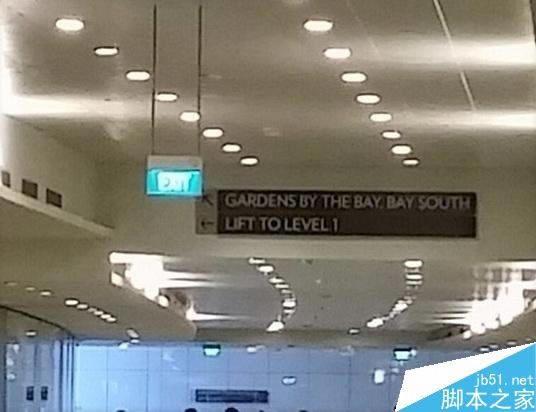 EXIT
GARDENS BY THE BAY, BAY SOUTH
LIFT TO LEVEL 1
jb51.net
脚本之家